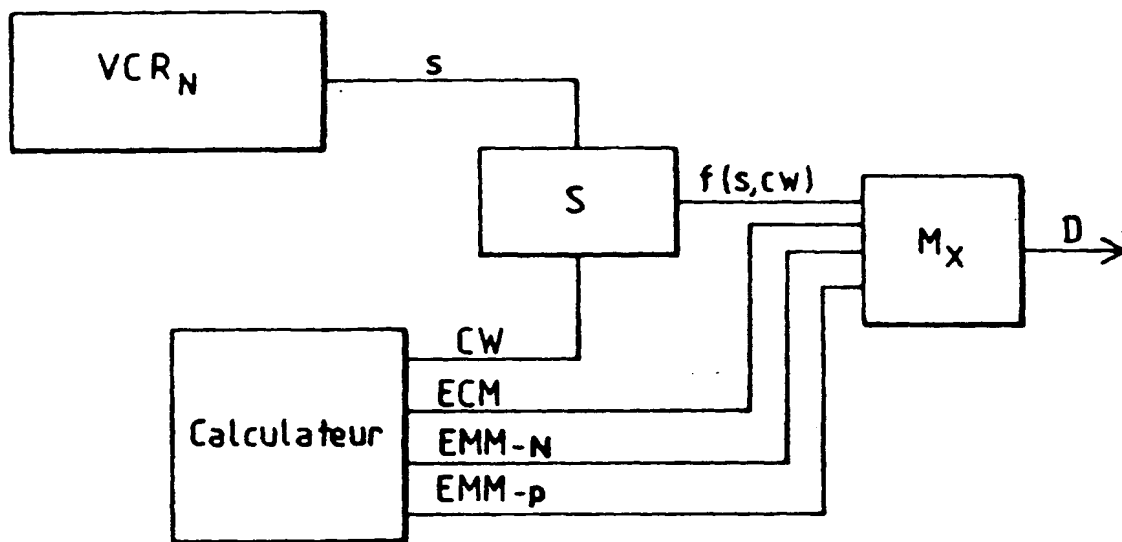 VCR_N
s
S
f(s,cw)
M_X
D
CW
ECM
Calculateur
EMM-N
EMM-p